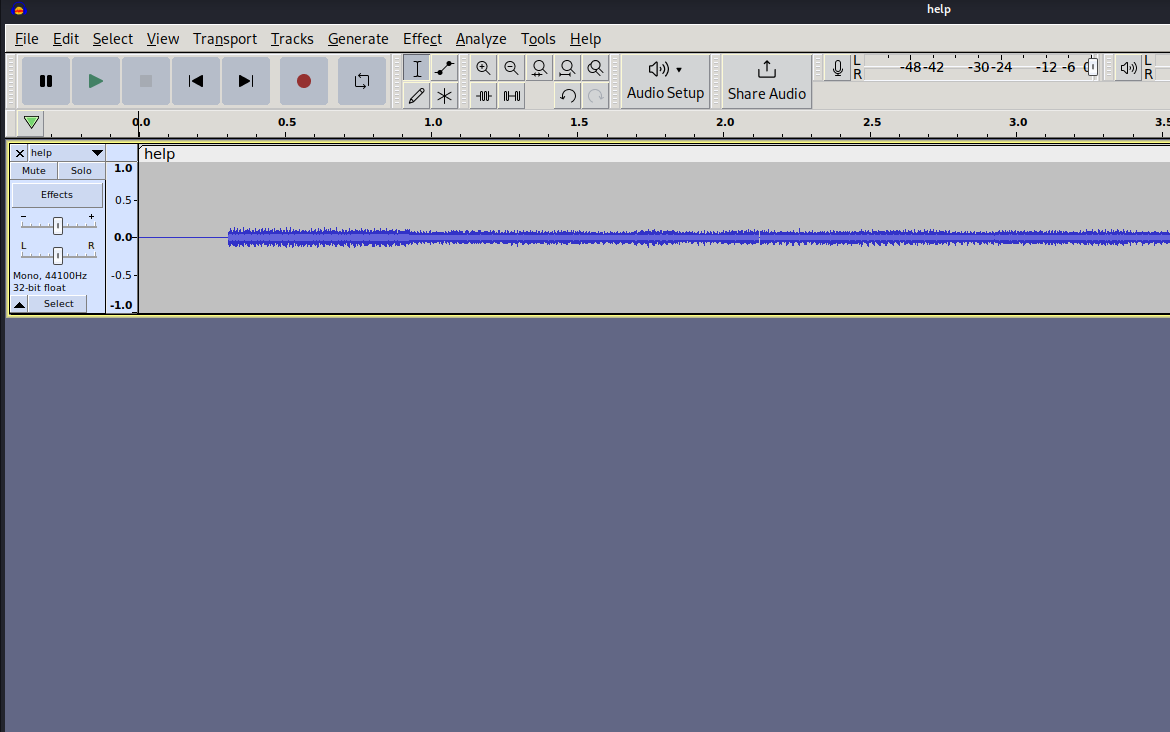 help
File Edit Select View Transport Tracks Generate Effect Analyze Tools Help
Audio Setup
Share Audio
L
R
-48 -42 -30 -24 -12 -6
L
R
0.0 0.5 1.0 1.5 2.0 2.5 3.0 3.5
help
help
Mute Solo
Effects
- +
L R
Mono, 44100Hz
32-bit float
Select
1.0
0.5
0.0
-0.5
-1.0